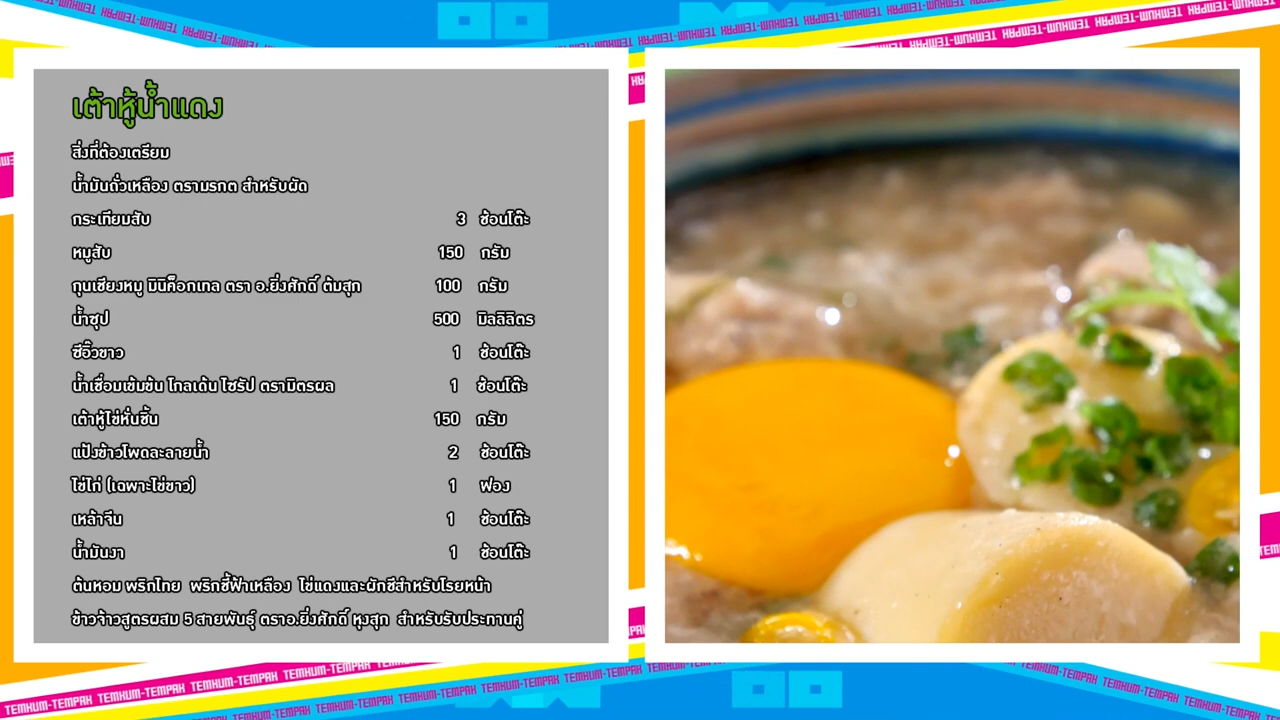 เต้าหู้น้ำแดง
สิ่งที่ต้องเตรียม
น้ำมันถั่วเหลือง ตรามรกต สำหรับผัด
กระเทียมสับ 3 ช้อนโต๊ะ
หมูสับ 150 กรัม
กุนเชียงหมู มินิค็อกเทล ตรา อ.ยิ่งศักดิ์ ต้มสุก 100 กรัม
น้ำซุป 500 มิลลิลิตร
ซีอิ๊วขาว 1 ช้อนโต๊ะ
น้ำเชื่อมเข้มข้น โกลเด้น ไซรัป ตรามิตรผล 1 ช้อนโต๊ะ
เต้าหู้ไข่หั่นชิ้น 150 กรัม
แป้งข้าวโพดละลายน้ำ 2 ช้อนโต๊ะ
ไข่ไก่ (เฉพาะไข่ขาว) 1 ฟอง
เหล้าจีน 1 ช้อนโต๊ะ
น้ำมันงา 1 ช้อนโต๊ะ
ต้นหอม พริกไทย พริกชี้ฟ้าเหลือง ไข่แดงและผักชีสำหรับโรยหน้า
ข้าวจ้าวสูตรผสม 5 สายพันธุ์ ตราอ.ยิ่งศักดิ์ หุงสุก สำหรับรับประทานคู่
TEMHUM-TEMPAH TEMHUM-TEMPAH TEMHUM-TEMPAH TEMHUM-TEMPAH